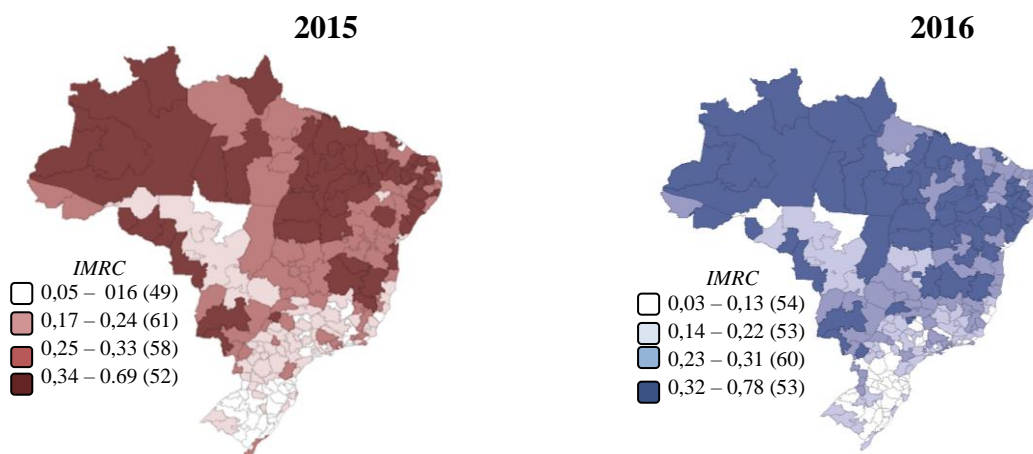 2015
2016
IMRC
0,05 – 016 (49)
0,17 – 0,24 (61)
0,25 – 0,33 (58)
0,34 – 0.69 (52)
IMRC
0,03 – 0,13 (54)
0,14 – 0,22 (53)
0,23 – 0,31 (60)
0,32 – 0,78 (53)